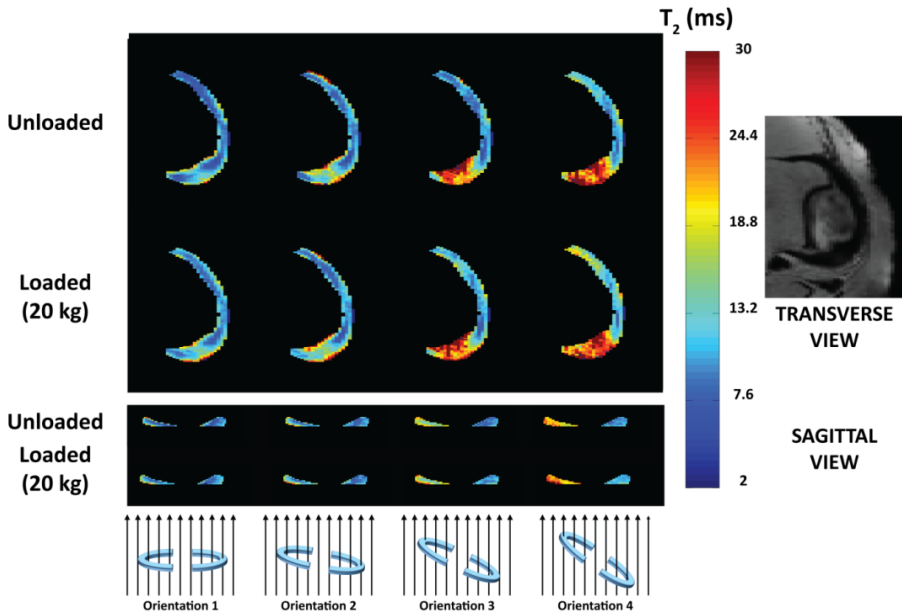 T2 (ms)
30
Unloaded
24.4
18.8
Loaded
(20 kg)
13.2
TRANSVERSE
VIEW
7.6
Unloaded
Loaded
(20 kg)
SAGITTAL
VIEW
2
Orientation 1
Orientation 2
Orientation 3
Orientation 4